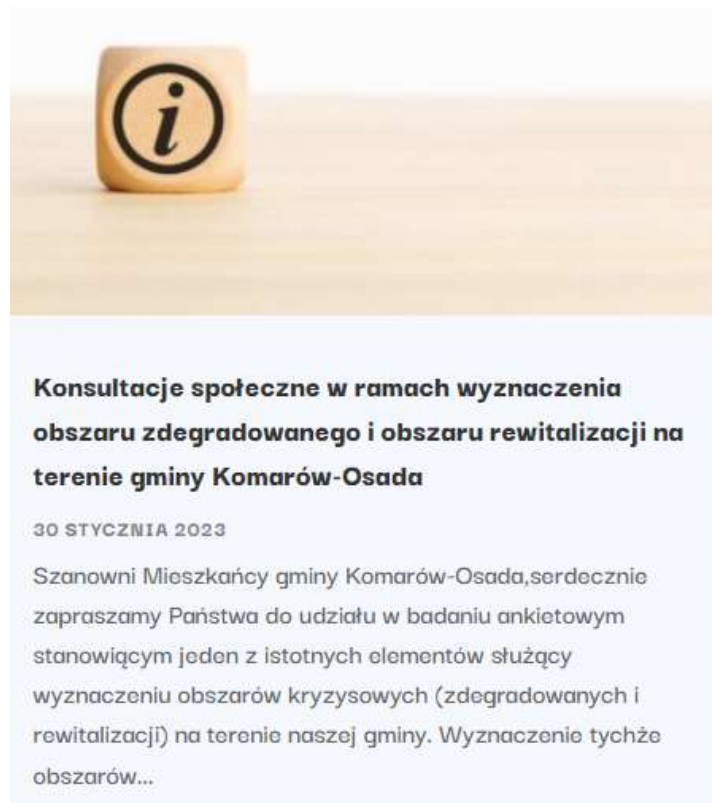 i
Konsultacje społeczne w ramach wyznaczenia
obszaru zdegradowanego i obszaru rewitalizacji na
terenie gminy Komarów-Osada
30 STYCZNIA 2023
Szanowni Mieszkańcy gminy Komarów-Osada,serdecznie
zapraszamy Państwa do udziału w badaniu ankietowym
stanowiącym jeden z istotnych elementów służący
wyznaczeniu obszarów kryzysowych (zdegradowanych i
rewitalizacji) na terenie naszej gminy. Wyznaczenie tychże
obszarów...